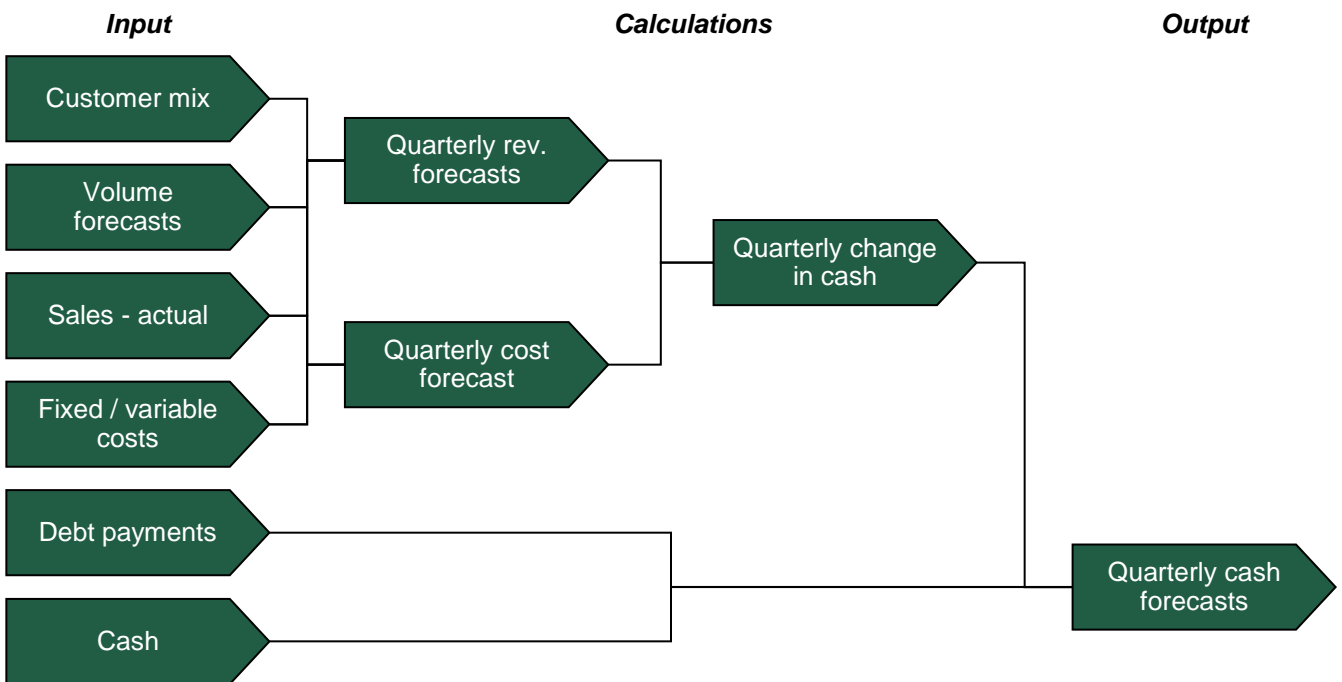 Input
Calculations
Output
Customer mix
Volume
forecasts
Sales - actual
Fixed / variable
costs
Debt payments
Cash
Quarterly rev.
forecasts
Quarterly cost
forecast
Quarterly change
in cash
Quarterly cash
forecasts